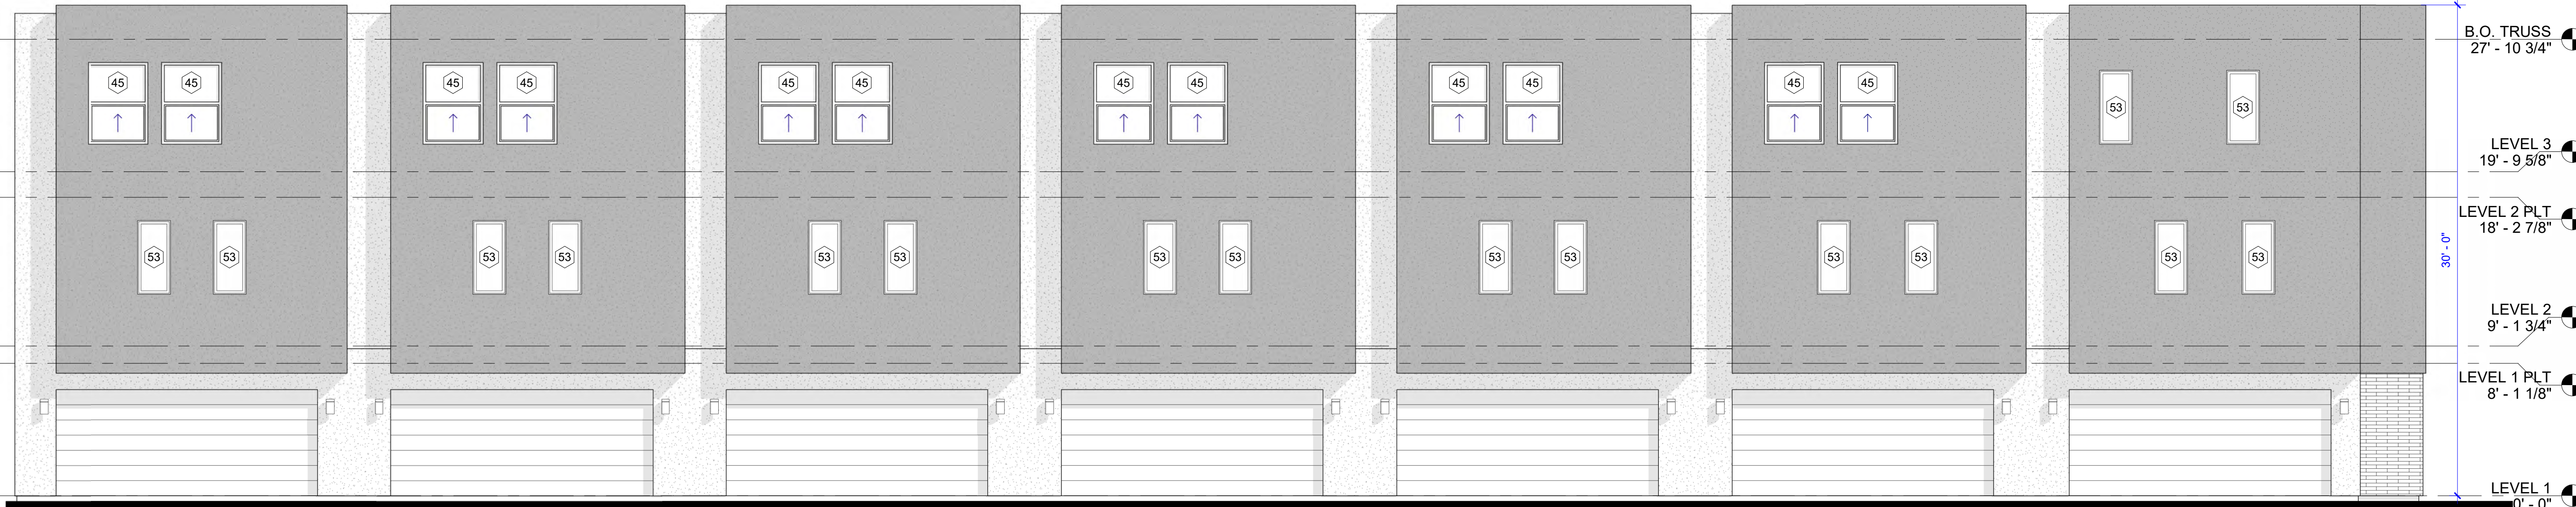 B.O. TRUSS
27' - 10 3/4"
45 45 45 45 45 45 45 45 45 45 45 45
53 53
LEVEL 3
19' - 9 5/8"
LEVEL 2 PLT
18' - 2 7/8"
30' - 0"
53 53 53 53 53 53 53 53 53 53 53 53 53 53
LEVEL 2
9' - 1 3/4"
LEVEL 1 PLT
8' - 1 1/8"
LEVEL 1
0' - 0"